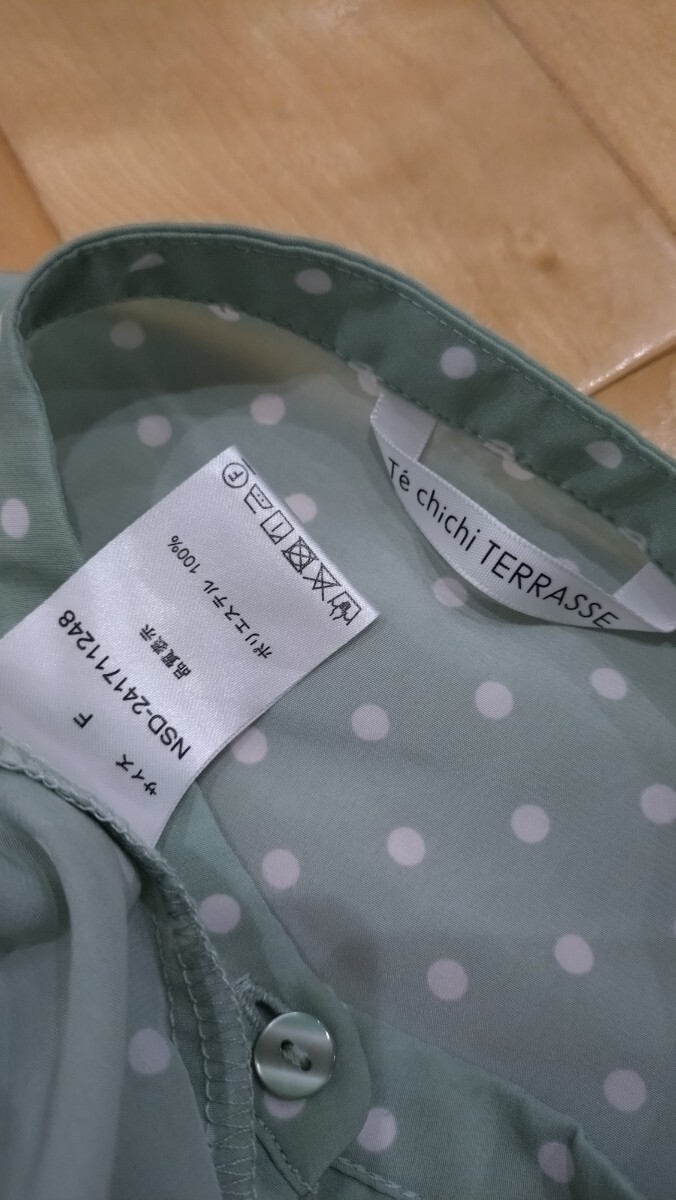 Té chichi TERRASSE
サイズ F
NSD-241711248
品質表示
ポリエステル 100%
F